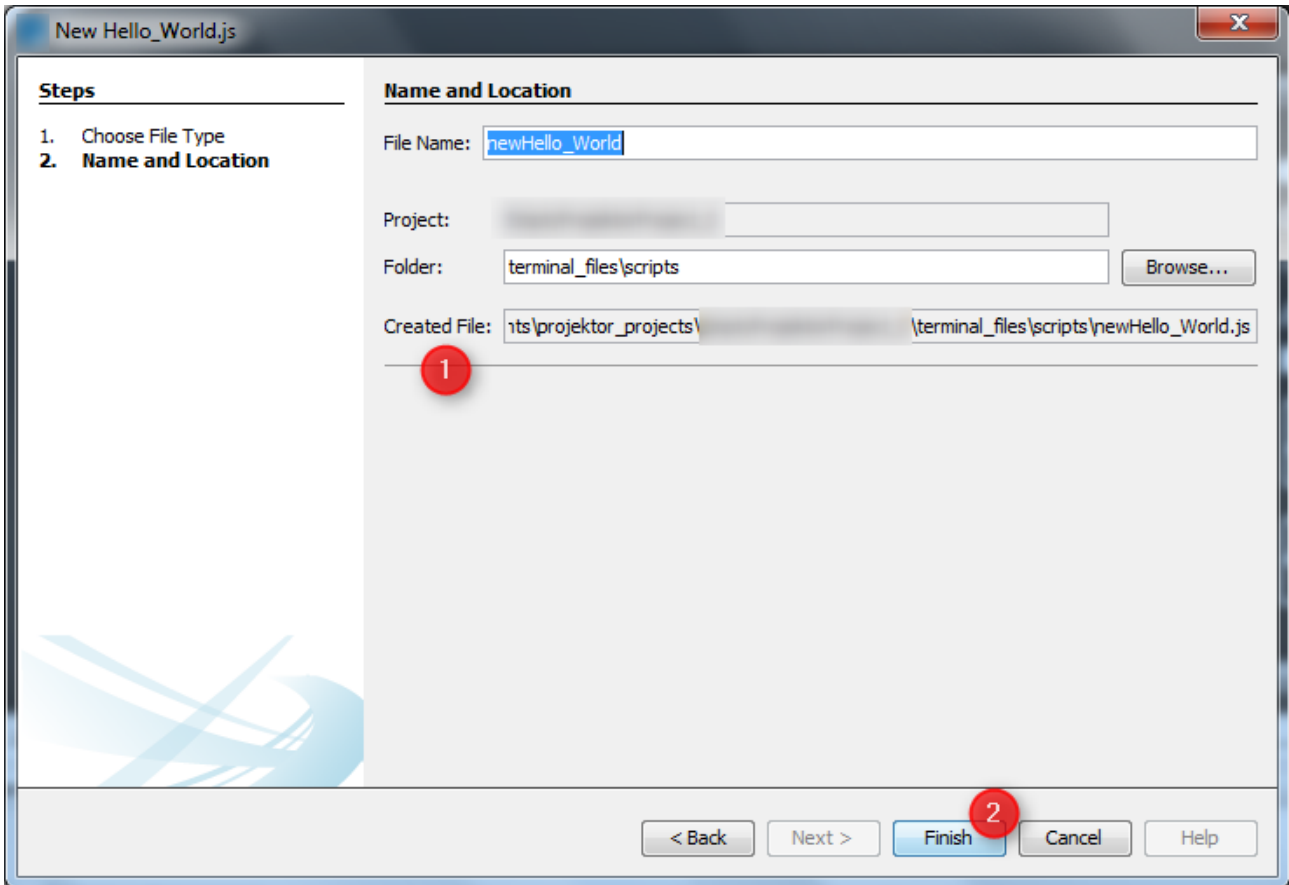 New Hello_World.js
x
Steps
1. Choose File Type
2. Name and Location
Name and Location
File Name: newHello_World
Project:
Folder: terminal_files\scripts Browse...
Created File: nts\projektor_projects\ \terminal_files\scripts\newHello_World.js
1
2
< Back Next > Finish Cancel Help